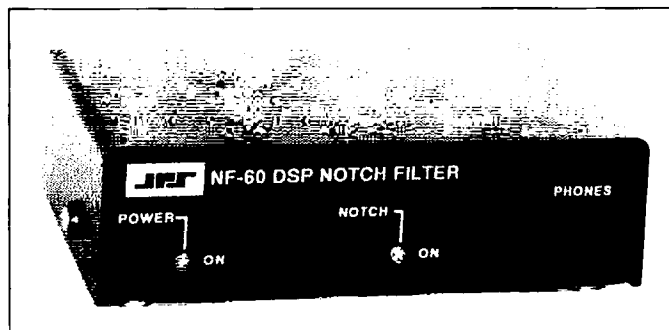 JPS NF-60 DSP NOTCH FILTER
PHONES
POWER
NOTCH
ON
ON